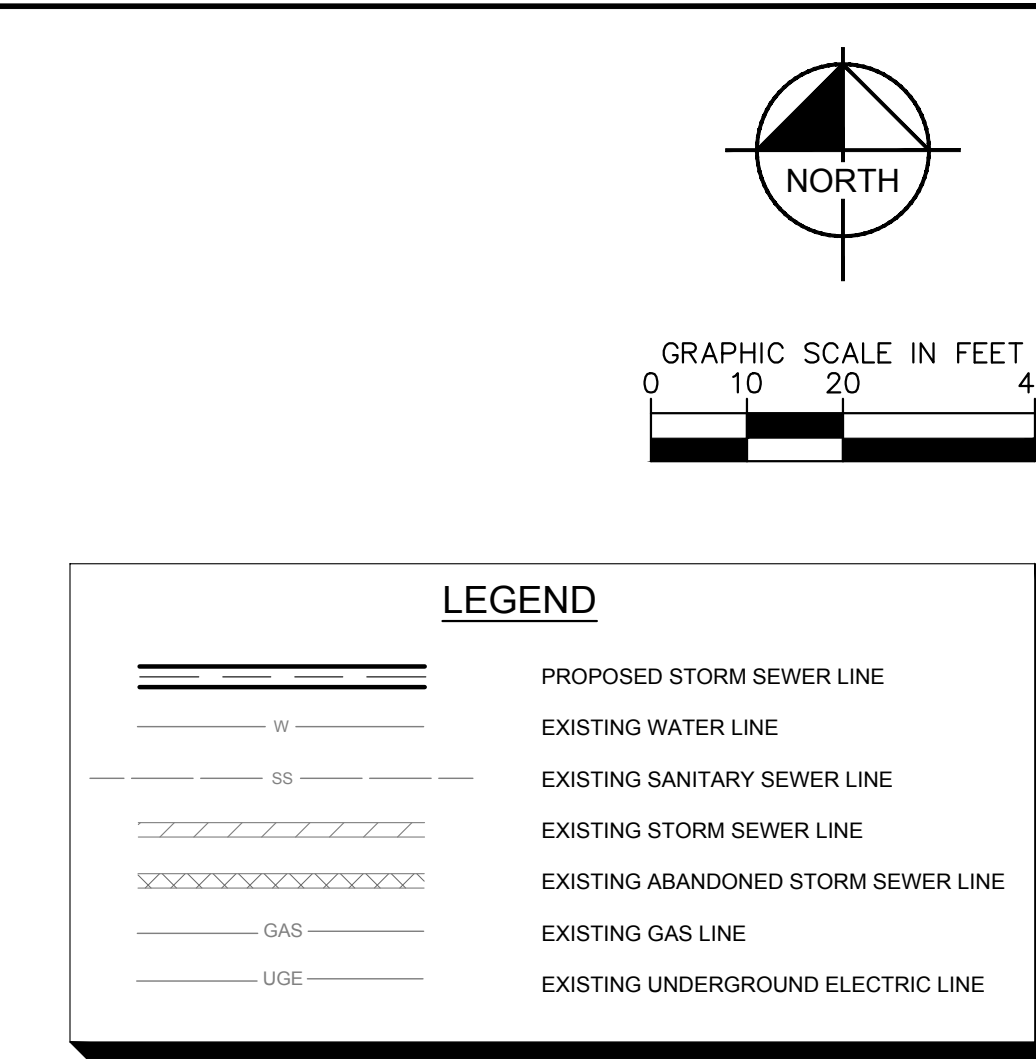 NORTH
GRAPHIC SCALE IN FEET
0 10 20 4
LEGEND
PROPOSED STORM SEWER LINE
W EXISTING WATER LINE
SS EXISTING SANITARY SEWER LINE
EXISTING STORM SEWER LINE
EXISTING ABANDONED STORM SEWER LINE
GAS EXISTING GAS LINE
UGE EXISTING UNDERGROUND ELECTRIC LINE